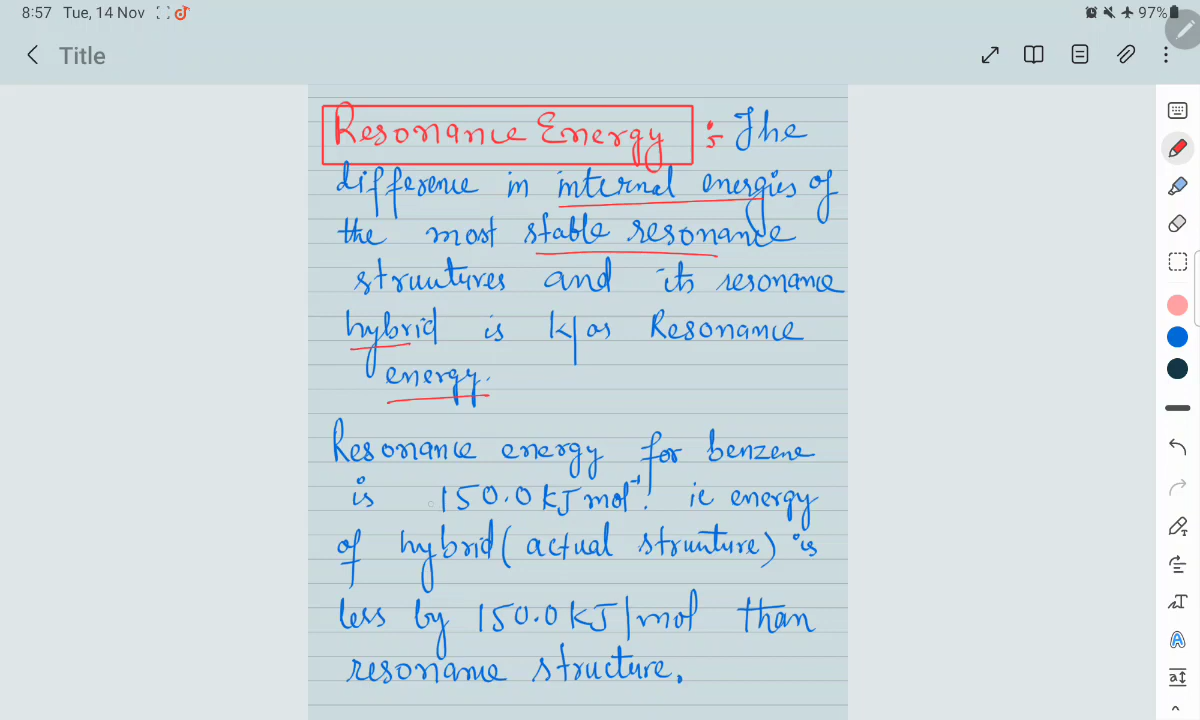 8:57 Tue, 14 Nov 97%
Title
Resonance Energy :- The
difference in internal energies of
the most stable resonance
structures and its resonance
hybrid is k/as Resonance
energy.
Resonance energy for benzene
is 150.0 kJ mol⁻¹. ie energy
of hybrid (actual structure) is
less by 150.0 kJ/mol than
resonance structure.